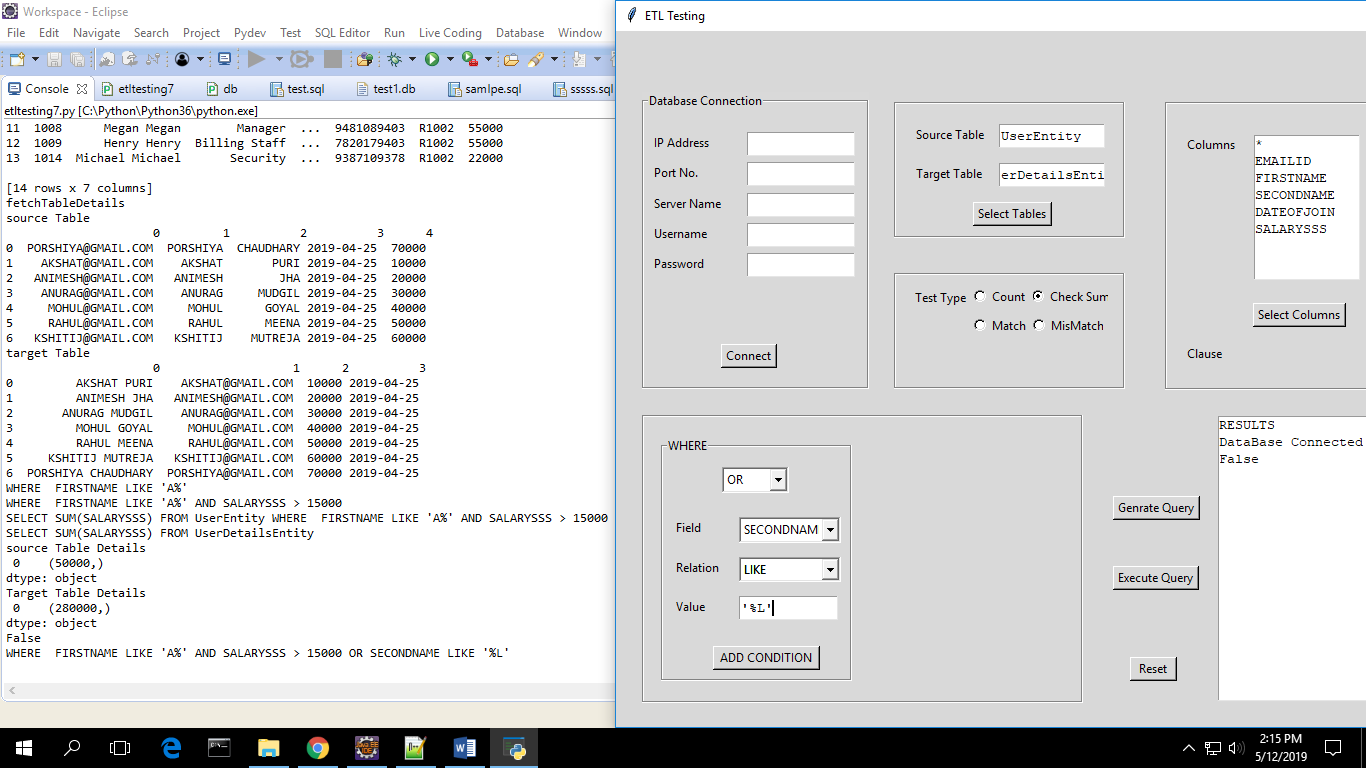 Workspace - Eclipse
File Edit Navigate Search Project Pydev Test SQL Editor Run Live Coding Database Window
Console etltesting7 db test.sql test1.db samlpe.sql sssss.sql
etltesting7.py [C:\Python\Python36\python.exe]
11 1008 Megan Megan Manager ... 9481089403 R1002 55000
12 1009 Henry Henry Billing Staff ... 7820179403 R1002 55000
13 1014 Michael Michael Security ... 9387109378 R1002 22000
[14 rows x 7 columns]
fetchTableDetails
source Table
0 1 2 3 4
0 PORSHIYA@GMAIL.COM PORSHIYA CHAUDHARY 2019-04-25 70000
1 AKSHAT@GMAIL.COM AKSHAT PURI 2019-04-25 10000
2 ANIMESH@GMAIL.COM ANIMESH JHA 2019-04-25 20000
3 ANURAG@GMAIL.COM ANURAG MUDGIL 2019-04-25 30000
4 MOHUL@GMAIL.COM MOHUL GOYAL 2019-04-25 40000
5 RAHUL@GMAIL.COM RAHUL MEENA 2019-04-25 50000
6 KSHITIJ@GMAIL.COM KSHITIJ MUTREJA 2019-04-25 60000
target Table
0 1 2 3
0 AKSHAT PURI AKSHAT@GMAIL.COM 10000 2019-04-25
1 ANIMESH JHA ANIMESH@GMAIL.COM 20000 2019-04-25
2 ANURAG MUDGIL ANURAG@GMAIL.COM 30000 2019-04-25
3 MOHUL GOYAL MOHUL@GMAIL.COM 40000 2019-04-25
4 RAHUL MEENA RAHUL@GMAIL.COM 50000 2019-04-25
5 KSHITIJ MUTREJA KSHITIJ@GMAIL.COM 60000 2019-04-25
6 PORSHIYA CHAUDHARY PORSHIYA@GMAIL.COM 70000 2019-04-25
WHERE FIRSTNAME LIKE 'A%'
WHERE FIRSTNAME LIKE 'A%' AND SALARYSSS > 15000
SELECT SUM(SALARYSSS) FROM UserEntity WHERE FIRSTNAME LIKE 'A%' AND SALARYSSS > 15000
SELECT SUM(SALARYSSS) FROM UserDetailsEntity
source Table Details
0 (50000,)
dtype: object
Target Table Details
0 (280000,)
dtype: object
False
WHERE FIRSTNAME LIKE 'A%' AND SALARYSSS > 15000 OR SECONDNAME LIKE '%L'
ETL Testing
Database Connection
IP Address
Port No.
Server Name
Username
Password
Connect
Source Table UserEntity
Target Table erDetailsEnti
Select Tables
Test Type Count Check Sum
Match MisMatch
Columns
*
EMAILID
FIRSTNAME
SECONDNAME
DATEOFJOIN
SALARYSSS
Select Columns
Clause
WHERE
OR
Field SECONDNAM
Relation LIKE
Value '%L'
ADD CONDITION
Genrate Query
Execute Query
Reset
RESULTS
DataBase Connected
False
2:15 PM
5/12/2019